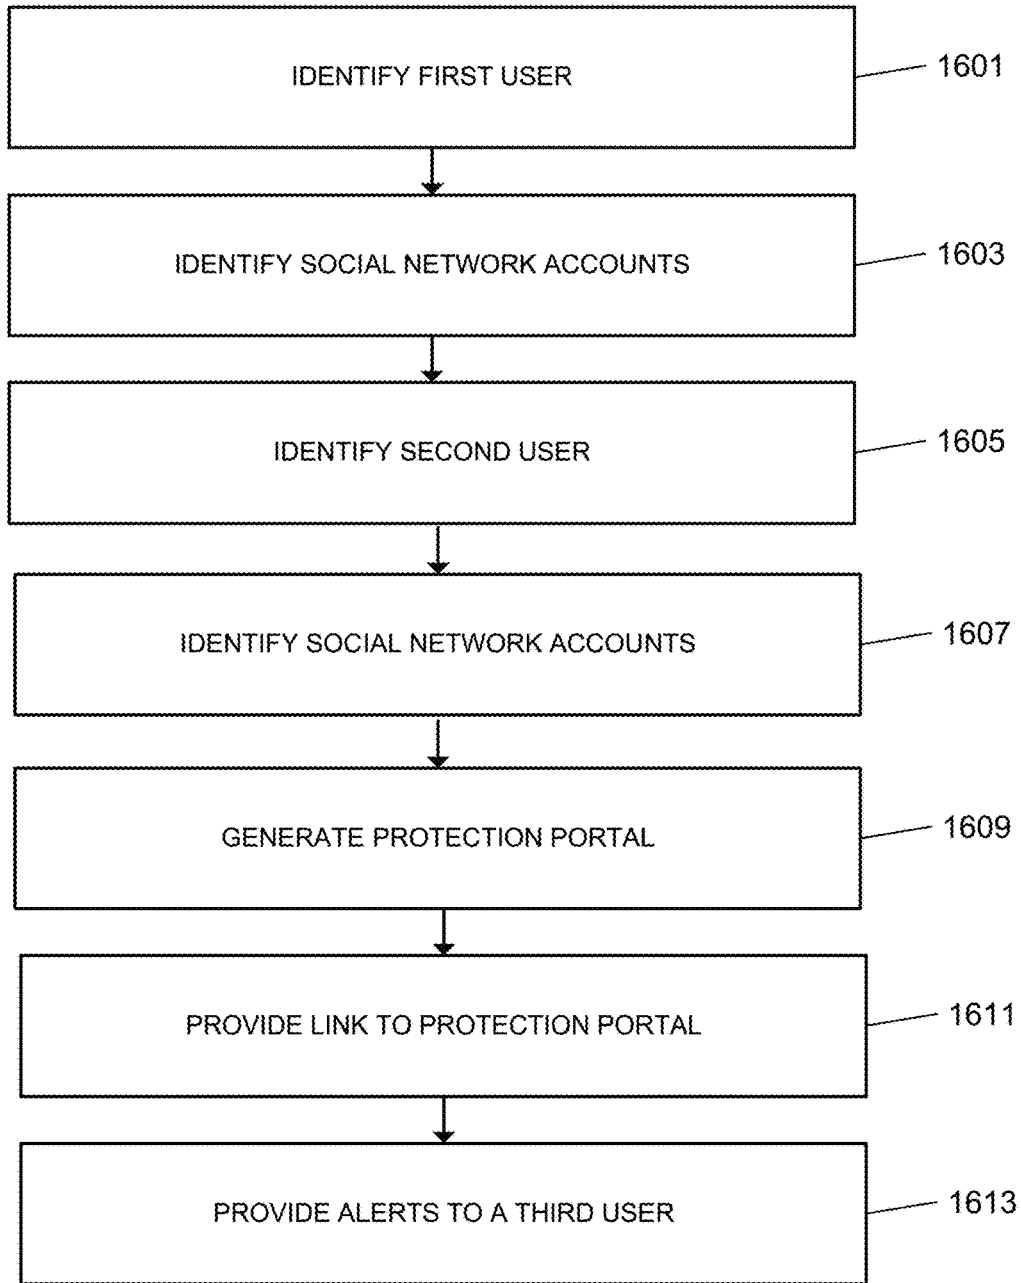 IDENTIFY FIRST USER
1601
IDENTIFY SOCIAL NETWORK ACCOUNTS
1603
IDENTIFY SECOND USER
1605
IDENTIFY SOCIAL NETWORK ACCOUNTS
1607
GENERATE PROTECTION PORTAL
1609
PROVIDE LINK TO PROTECTION PORTAL
1611
PROVIDE ALERTS TO A THIRD USER
1613